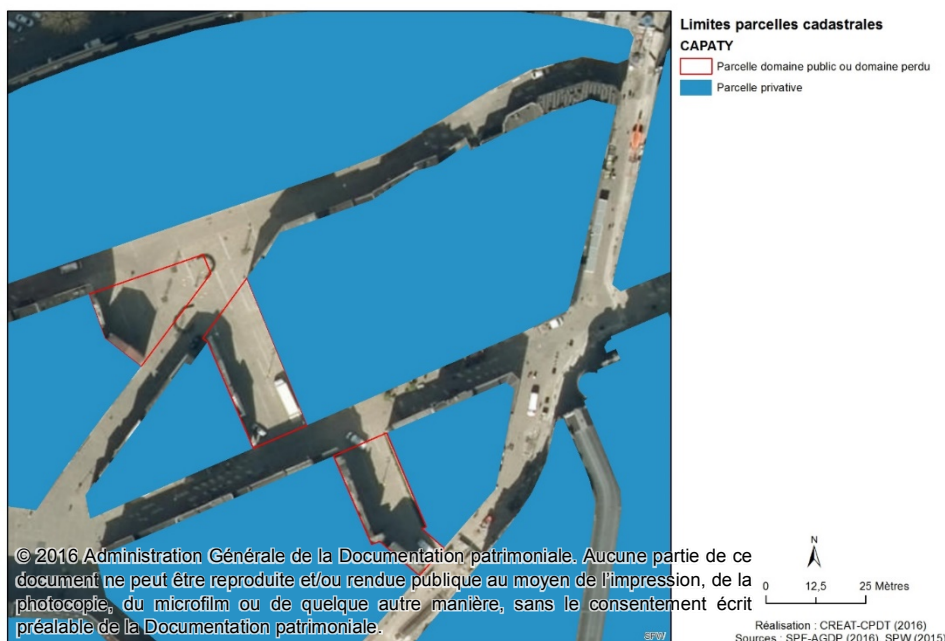 Limites parcelles cadastrales
CAPATY
Parcelle domaine public ou domaine perdu
Parcelle privative
© 2016 Administration Générale de la Documentation patrimoniale. Aucune partie de ce
document ne peut être reproduite et/ou rendue publique au moyen de l'impression, de la
photocopie, du microfilm ou de quelque autre manière, sans le consentement écrit
préalable de la Documentation patrimoniale.
SPW
N
0 12,5 25 Mètres
Réalisation : CREAT-CPDT (2016)
Sources : SPF-AGDP (2016), SPW (2015)